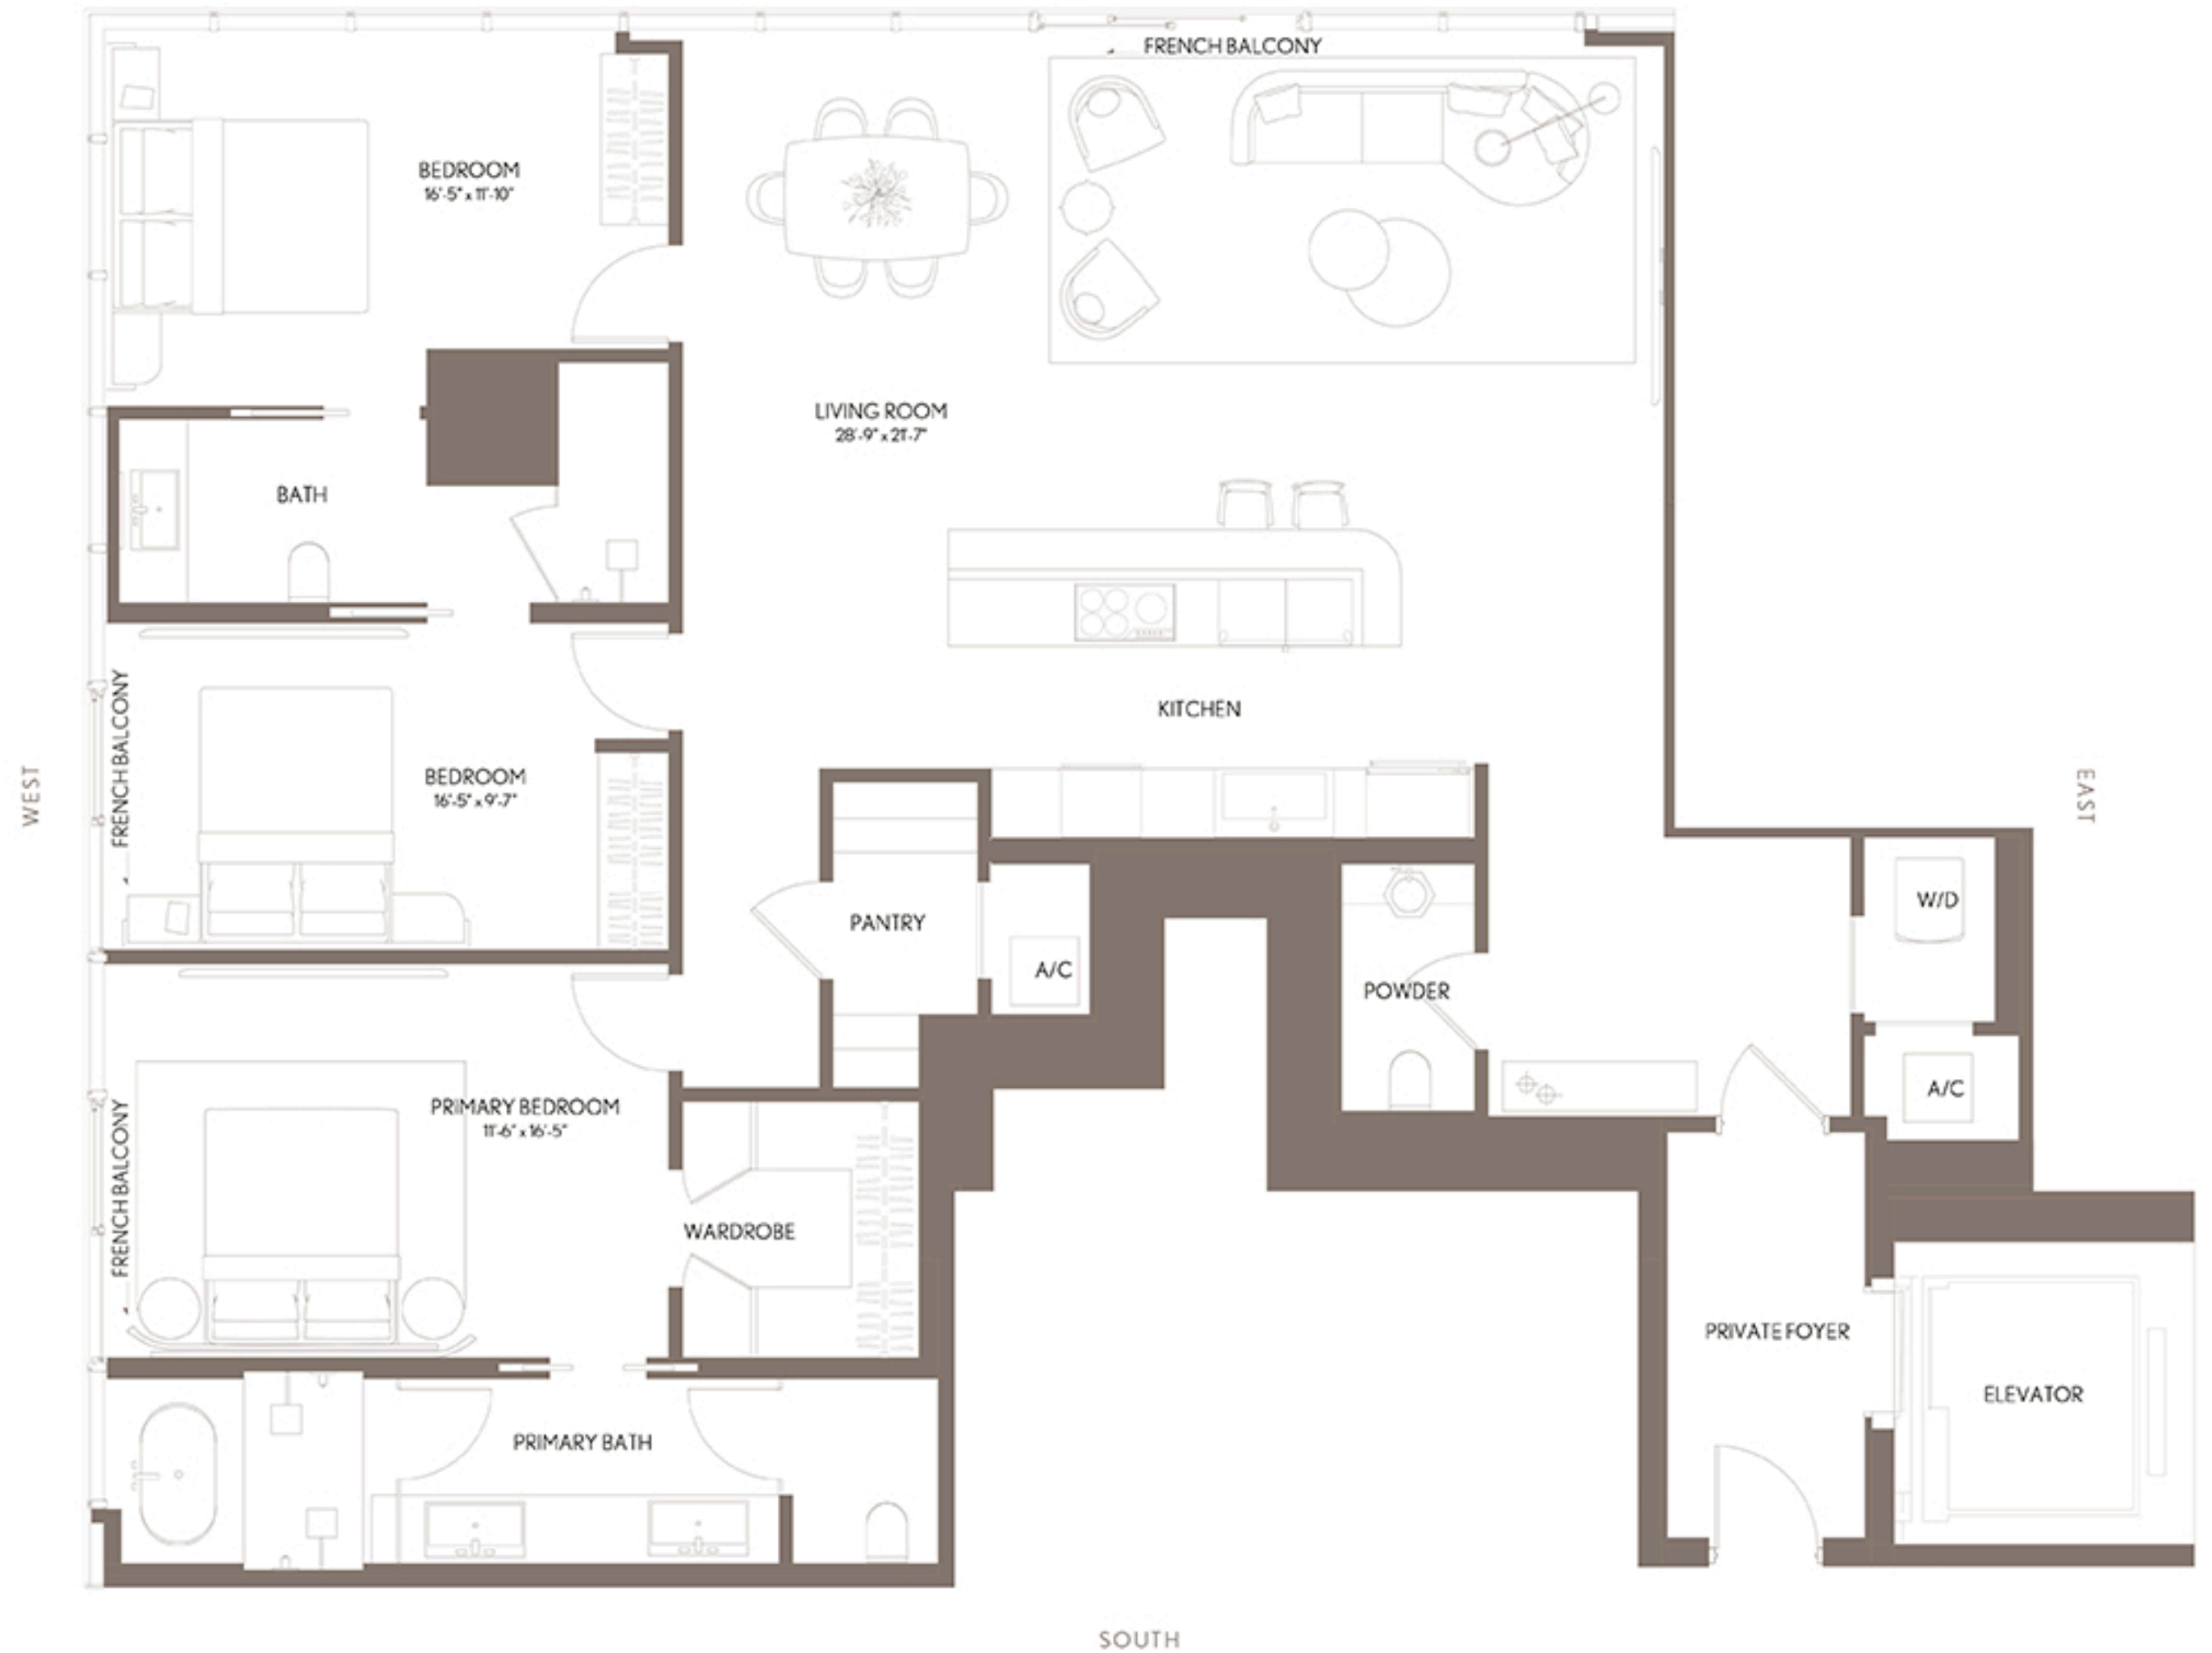 FRENCH BALCONY
BEDROOM
16'-5" x 11'-10"
LIVING ROOM
28'-9" x 21'-7"
BATH
KITCHEN
FRENCH BALCONY
BEDROOM
16'-5" x 9'-7"
WEST
EAST
PANTRY
A/C
POWDER
W/D
A/C
PRIMARY BEDROOM
11'-6" x 16'-5"
FRENCH BALCONY
WARDROBE
PRIVATE FOYER
ELEVATOR
PRIMARY BATH
SOUTH